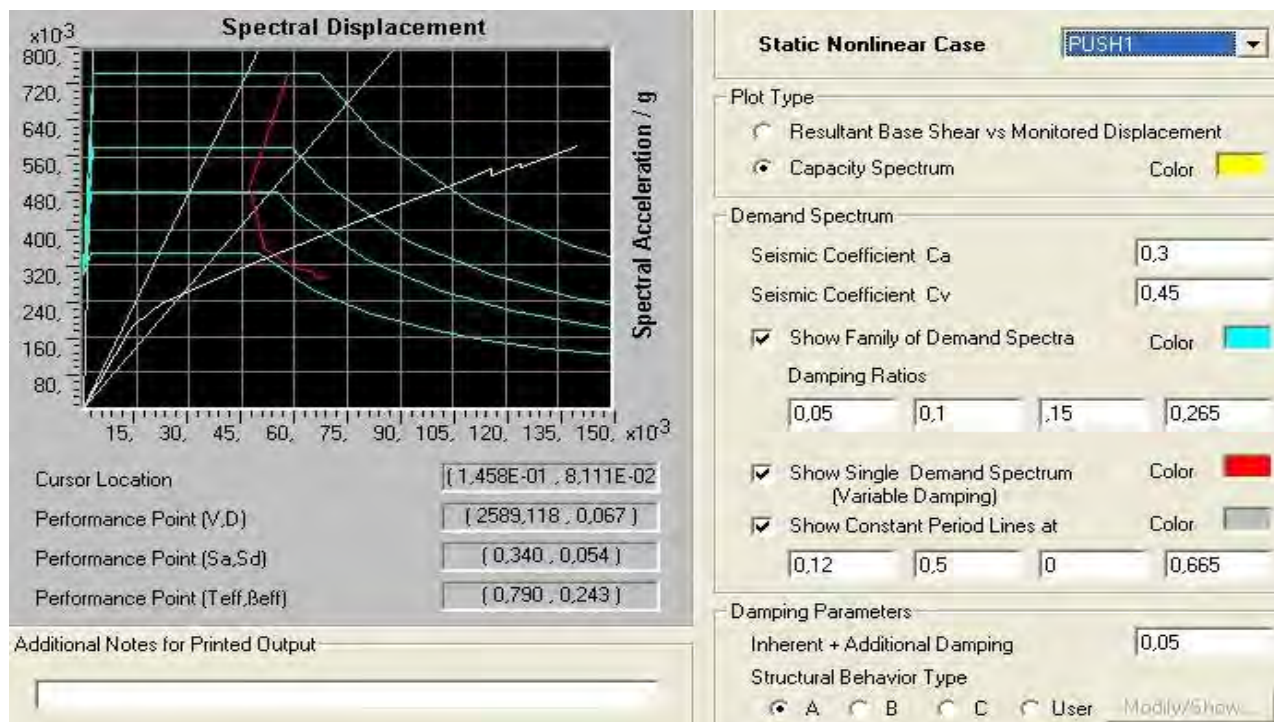 Spectral Displacement
x10-3
800,
720,
640,
560,
480,
400,
320,
240,
160,
80,
15, 30, 45, 60, 75, 90, 105, 120, 135, 150, x10-3
Spectral Acceleration / g
Cursor Location
( 1,458E-01 , 8,111E-02
Performance Point (V,D)
( 2589,118 , 0,067 )
Performance Point (Sa,Sd)
( 0,340 , 0,054 )
Performance Point (Teff,ßeff)
( 0,790 , 0,243 )
Additional Notes for Printed Output
Static Nonlinear Case
PUSH1
Plot Type
Resultant Base Shear vs Monitored Displacement
Capacity Spectrum
Color
Demand Spectrum
Seismic Coefficient Ca
0,3
Seismic Coefficient Cv
0,45
Show Family of Demand Spectra
Color
Damping Ratios
0,05 0,1 ,15 0,265
Show Single Demand Spectrum
Color
(Variable Damping)
Show Constant Period Lines at
Color
0,12 0,5 0 0,665
Damping Parameters
Inherent + Additional Damping
0,05
Structural Behavior Type
A B C User Modify/Show...